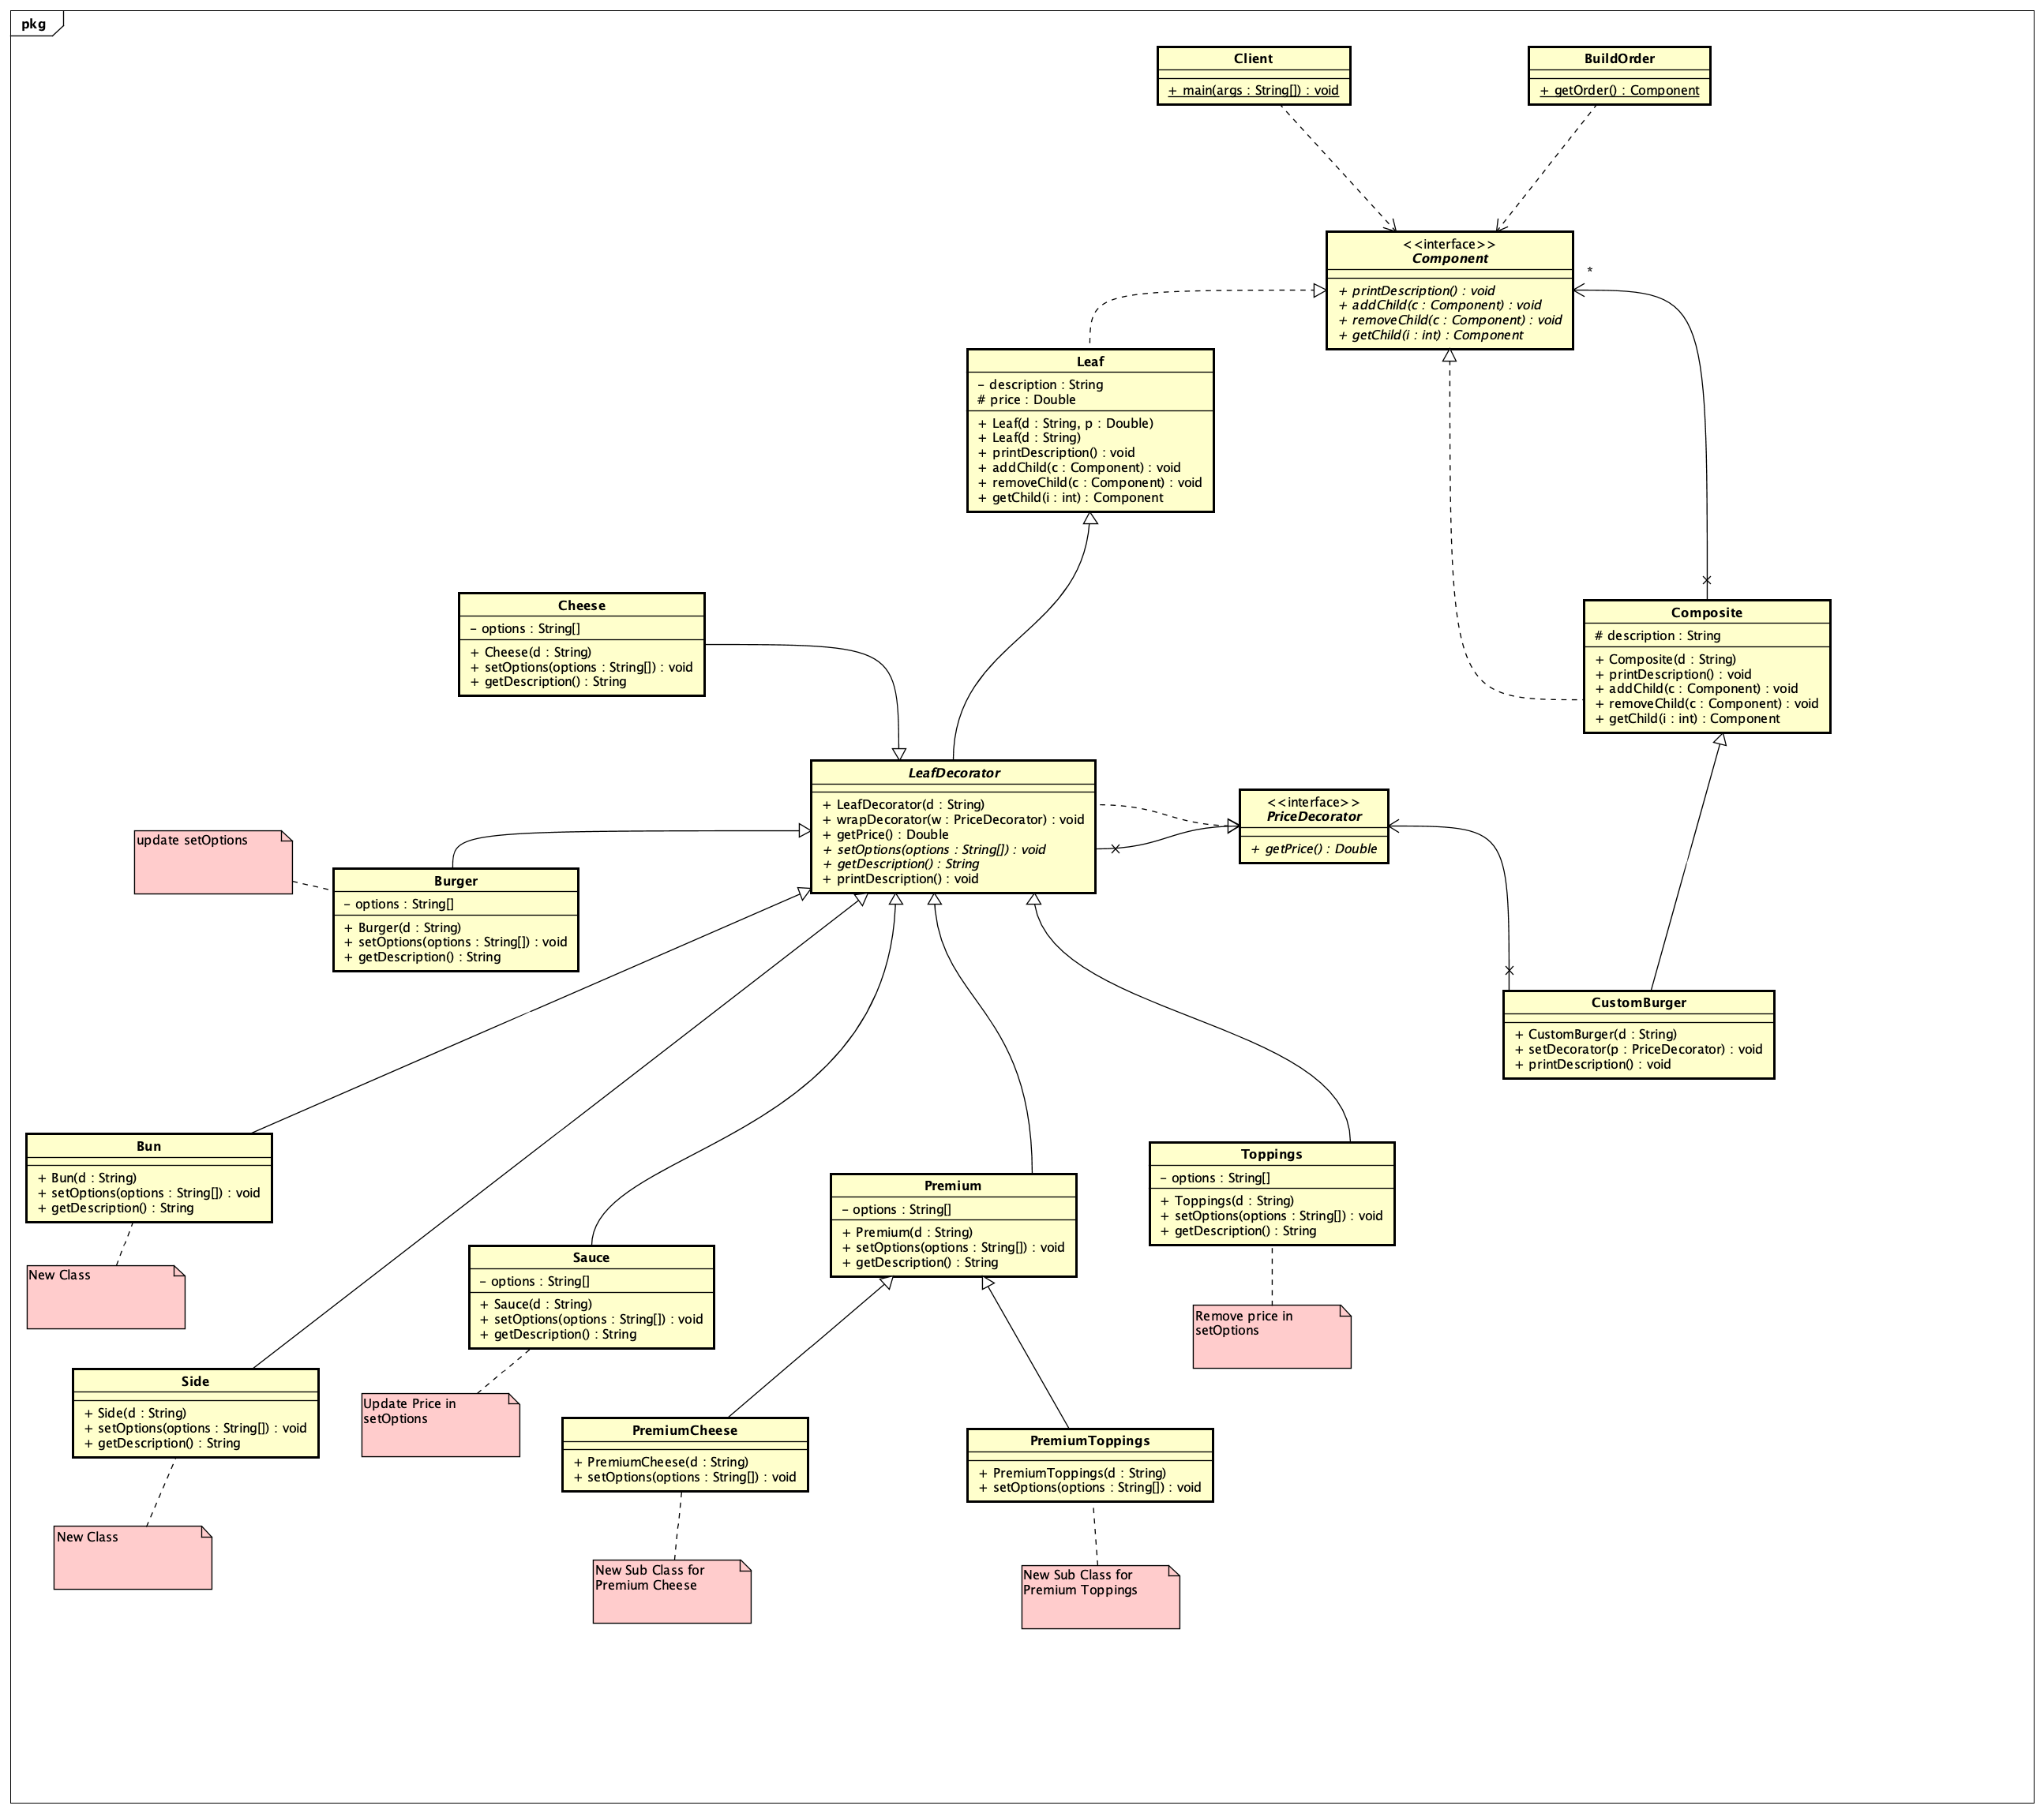 pkg
Client
+ main(args : String[]) : void
BuildOrder
+ getOrder() : Component
<<interface>>
Component
+ printDescription() : void
+ addChild(c : Component) : void
+ removeChild(c : Component) : void
+ getChild(i : int) : Component
*
Leaf
- description : String
# price : Double
+ Leaf(d : String, p : Double)
+ Leaf(d : String)
+ printDescription() : void
+ addChild(c : Component) : void
+ removeChild(c : Component) : void
+ getChild(i : int) : Component
Cheese
- options : String[]
+ Cheese(d : String)
+ setOptions(options : String[]) : void
+ getDescription() : String
Composite
# description : String
+ Composite(d : String)
+ printDescription() : void
+ addChild(c : Component) : void
+ removeChild(c : Component) : void
+ getChild(i : int) : Component
LeafDecorator
+ LeafDecorator(d : String)
+ wrapDecorator(w : PriceDecorator) : void
+ getPrice() : Double
+ setOptions(options : String[]) : void
+ getDescription() : String
+ printDescription() : void
<<interface>>
PriceDecorator
+ getPrice() : Double
update setOptions
Burger
- options : String[]
+ Burger(d : String)
+ setOptions(options : String[]) : void
+ getDescription() : String
CustomBurger
+ CustomBurger(d : String)
+ setDecorator(p : PriceDecorator) : void
+ printDescription() : void
Bun
+ Bun(d : String)
+ setOptions(options : String[]) : void
+ getDescription() : String
New Class
Toppings
- options : String[]
+ Toppings(d : String)
+ setOptions(options : String[]) : void
+ getDescription() : String
Remove price in
setOptions
Premium
- options : String[]
+ Premium(d : String)
+ setOptions(options : String[]) : void
+ getDescription() : String
Sauce
- options : String[]
+ Sauce(d : String)
+ setOptions(options : String[]) : void
+ getDescription() : String
Update Price in
setOptions
Side
+ Side(d : String)
+ setOptions(options : String[]) : void
+ getDescription() : String
New Class
PremiumCheese
+ PremiumCheese(d : String)
+ setOptions(options : String[]) : void
New Sub Class for
Premium Cheese
PremiumToppings
+ PremiumToppings(d : String)
+ setOptions(options : String[]) : void
New Sub Class for
Premium Toppings